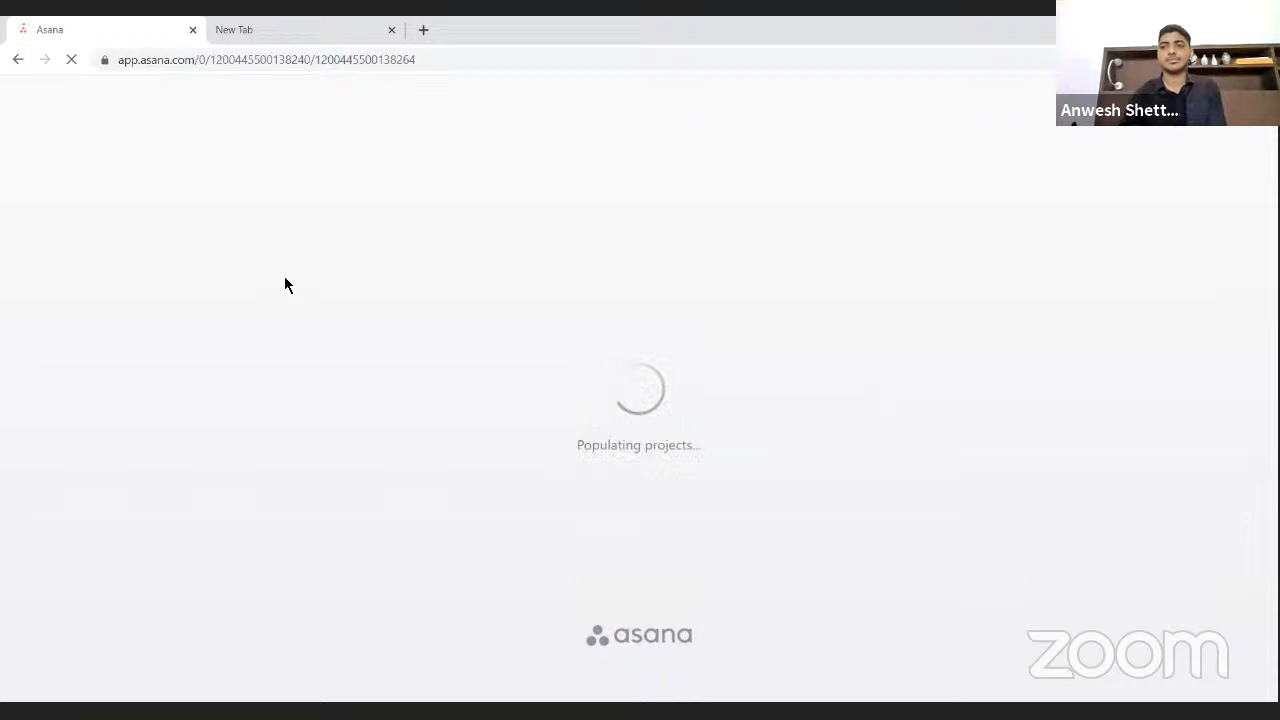 Asana
New Tab
app.asana.com/0/1200445500138240/1200445500138264
Anwesh Shett...
Populating projects...
asana
zoom